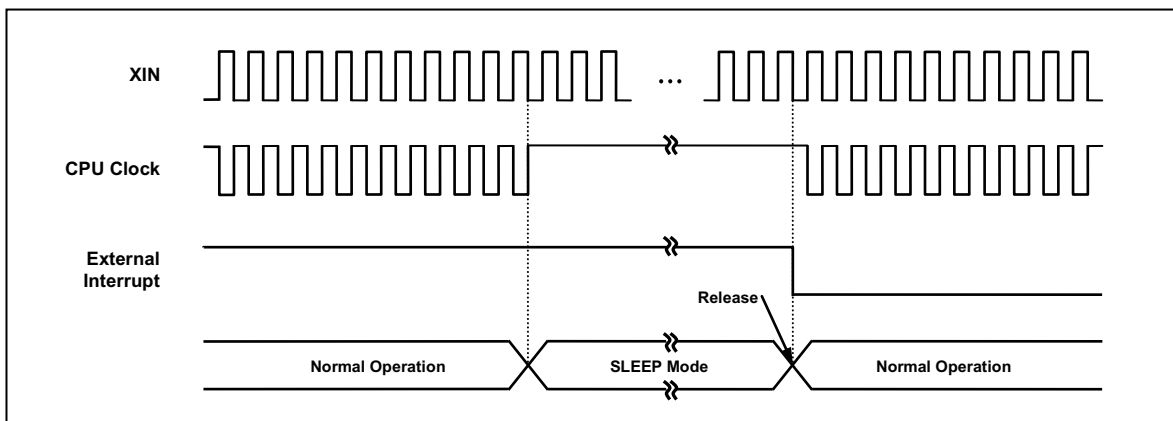 XIN
...
CPU Clock
External
Interrupt
Release
Normal Operation
SLEEP Mode
Normal Operation